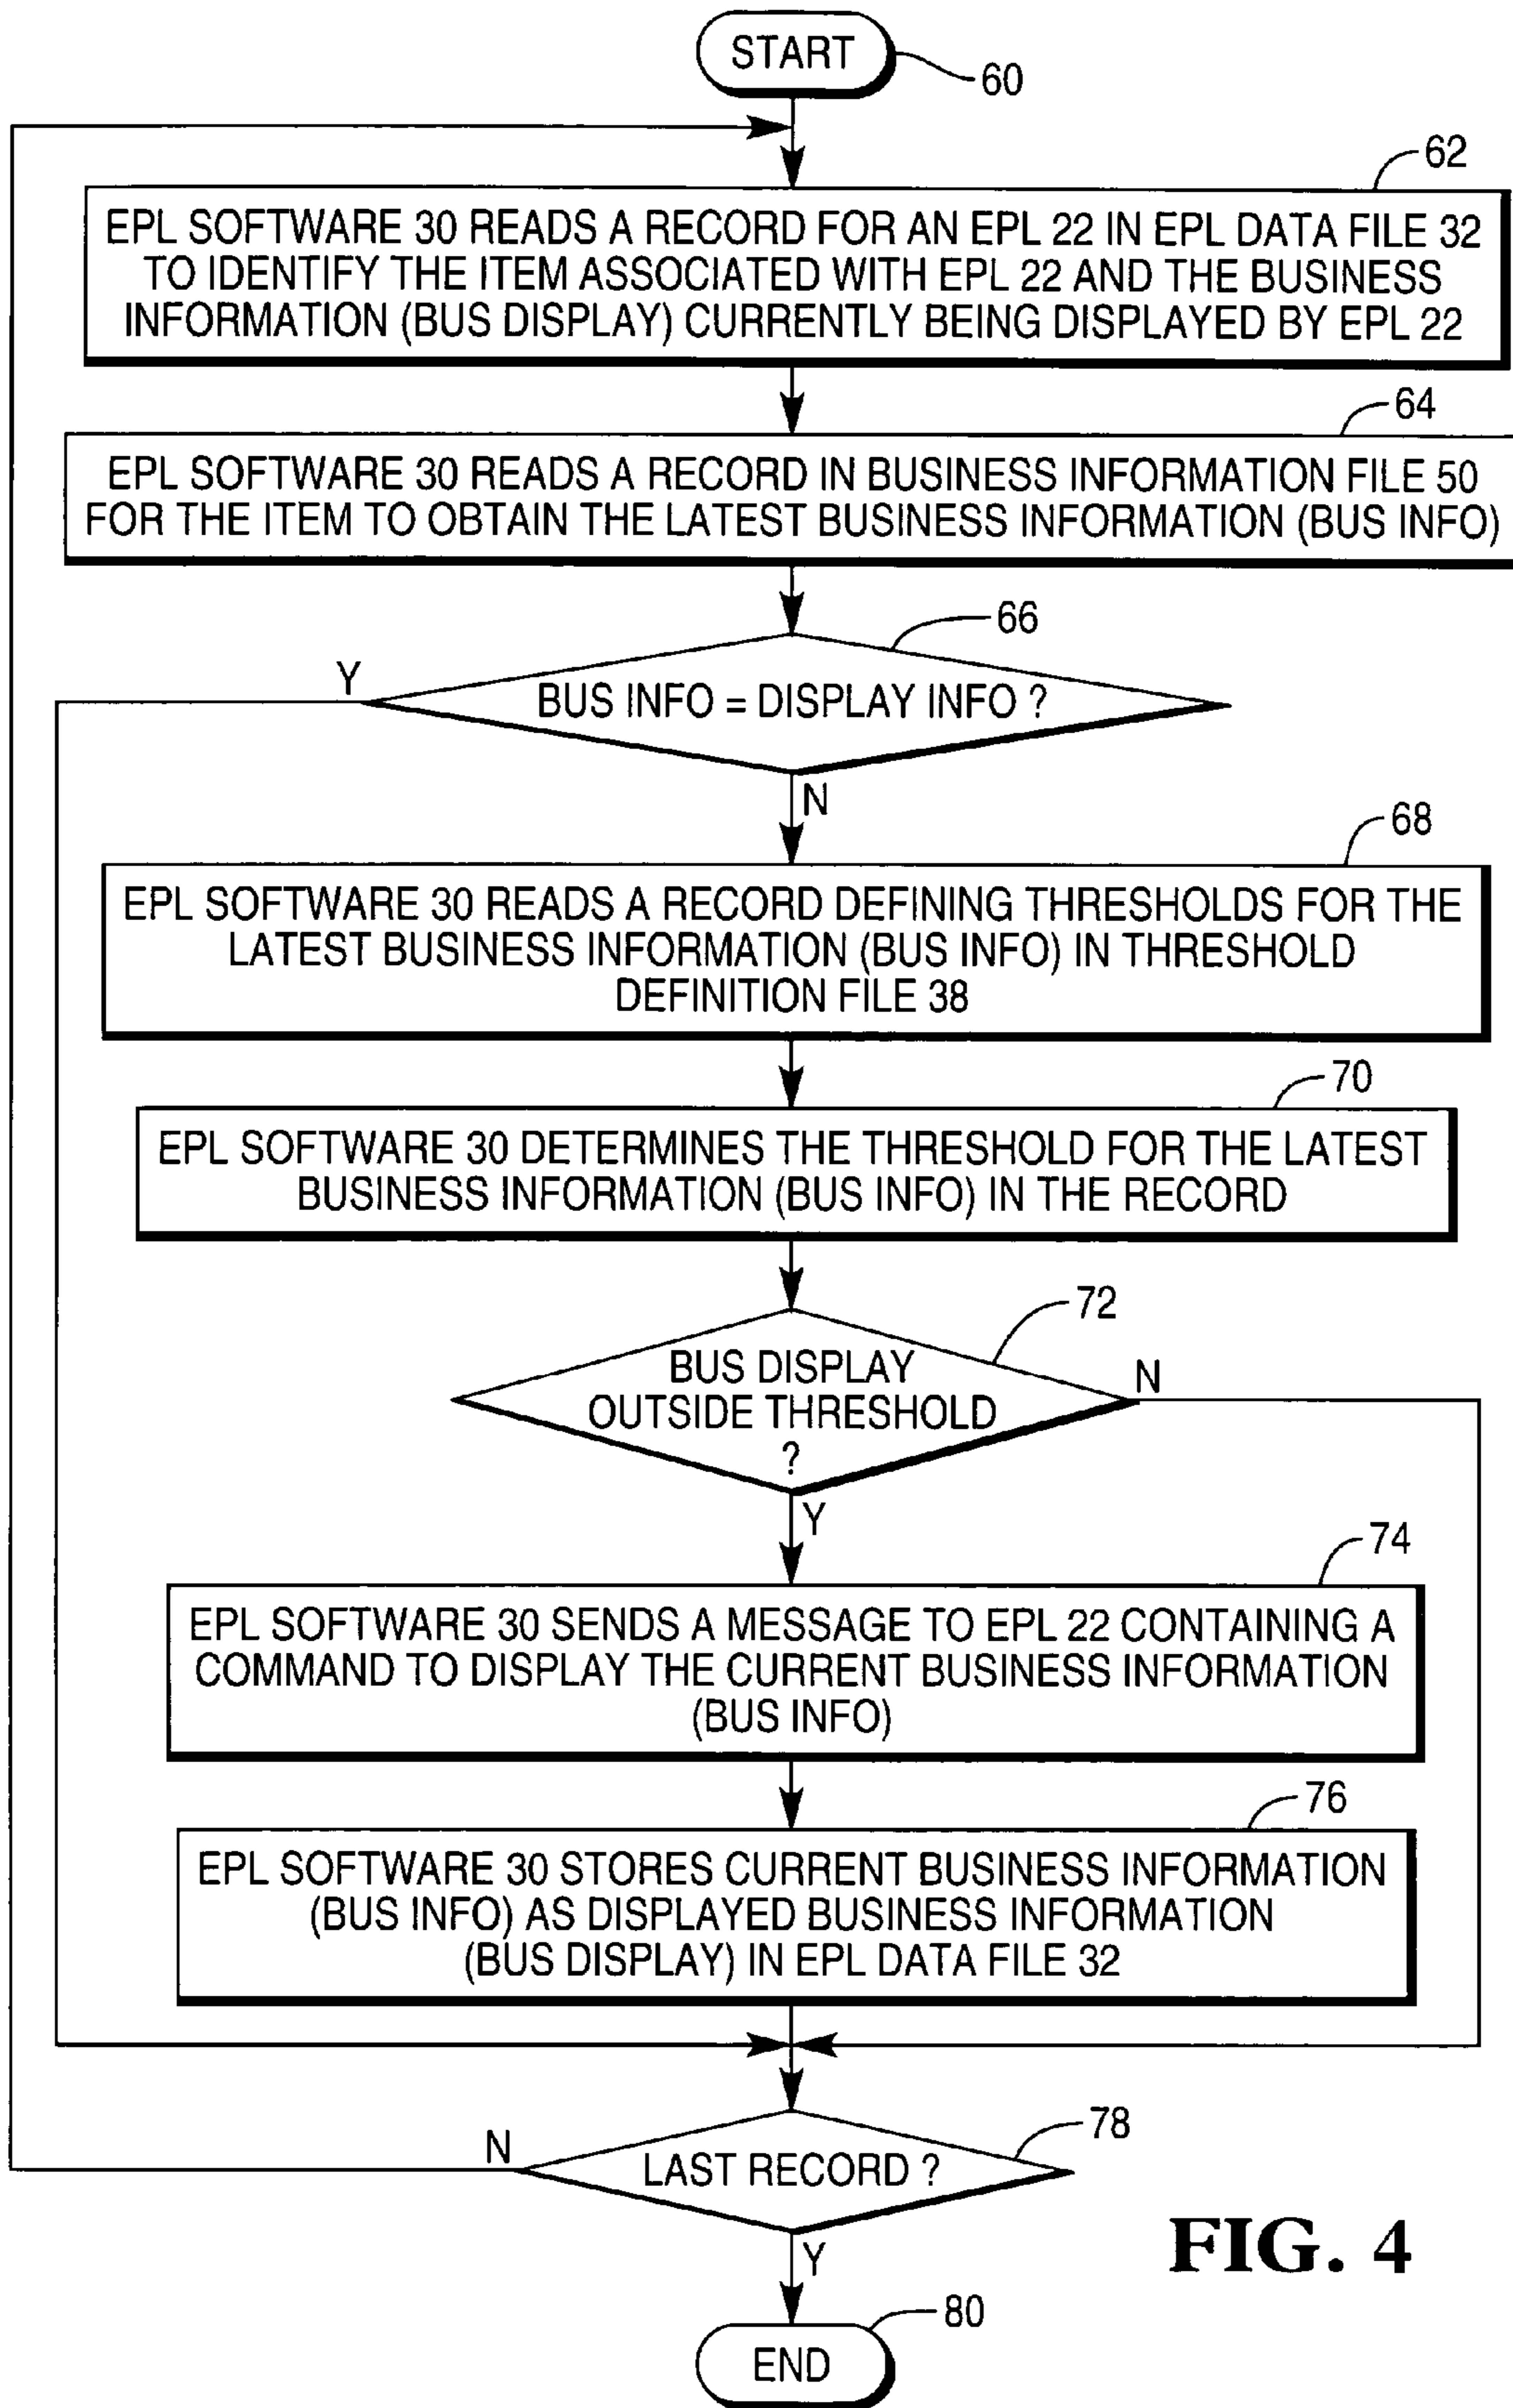 START
60
62
EPL SOFTWARE 30 READS A RECORD FOR AN EPL 22 IN EPL DATA FILE 32
TO IDENTIFY THE ITEM ASSOCIATED WITH EPL 22 AND THE BUSINESS
INFORMATION (BUS DISPLAY) CURRENTLY BEING DISPLAYED BY EPL 22
64
EPL SOFTWARE 30 READS A RECORD IN BUSINESS INFORMATION FILE 50
FOR THE ITEM TO OBTAIN THE LATEST BUSINESS INFORMATION (BUS INFO)
66
Y
BUS INFO = DISPLAY INFO ?
N
68
EPL SOFTWARE 30 READS A RECORD DEFINING THRESHOLDS FOR THE
LATEST BUSINESS INFORMATION (BUS INFO) IN THRESHOLD
DEFINITION FILE 38
70
EPL SOFTWARE 30 DETERMINES THE THRESHOLD FOR THE LATEST
BUSINESS INFORMATION (BUS INFO) IN THE RECORD
72
BUS DISPLAY
N
OUTSIDE THRESHOLD
?
Y
74
EPL SOFTWARE 30 SENDS A MESSAGE TO EPL 22 CONTAINING A
COMMAND TO DISPLAY THE CURRENT BUSINESS INFORMATION
(BUS INFO)
76
EPL SOFTWARE 30 STORES CURRENT BUSINESS INFORMATION
(BUS INFO) AS DISPLAYED BUSINESS INFORMATION
(BUS DISPLAY) IN EPL DATA FILE 32
78
N
LAST RECORD ?
Y
FIG. 4
80
END